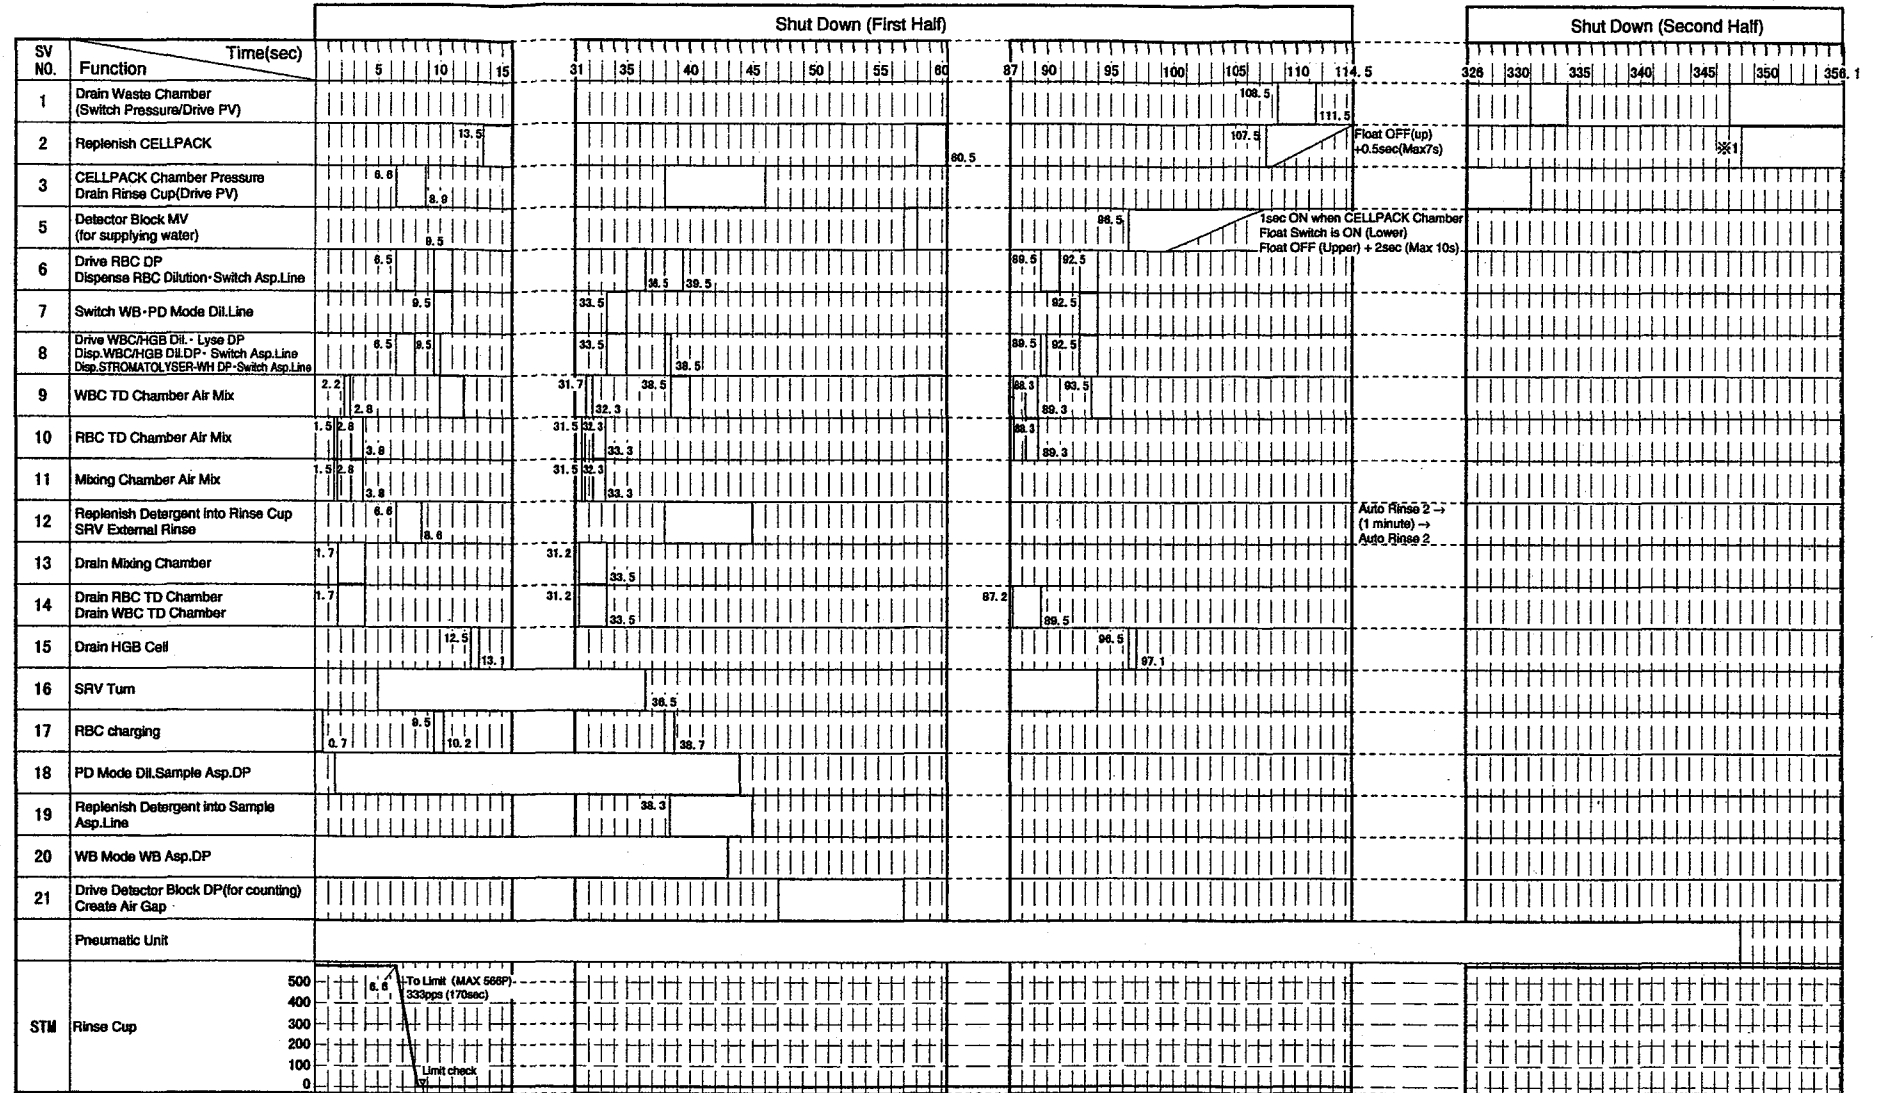 Shut Down (First Half)
Shut Down (Second Half)
SV NO.
Time(sec)
Function
5 10 15 31 35 40 45 50 55 60 87 90 95 100 105 110 114.5 326 330 335 340 345 350 356.1
1
Drain Waste Chamber
(Switch Pressure/Drive PV)
108.5
111.5
2
Replenish CELLPACK
13.5
60.5
107.5
Float OFF(up)
+0.5sec(Max7s)
※1
3
CELLPACK Chamber Pressure
Drain Rinse Cup(Drive PV)
6.6
8.9
5
Detector Block MV
(for supplying water)
9.5
96.5
1sec ON when CELLPACK Chamber
Float Switch is ON (Lower)
Float OFF (Upper) + 2sec (Max 10s)
6
Drive RBC DP
Dispense RBC Dilution・Switch Asp.Line
6.5
36.5 39.5
89.5 92.5
7
Switch WB・PD Mode Dil.Line
9.5
33.5
92.5
8
Drive WBC/HGB Dil.・ Lyse DP
Disp.WBC/HGB Dil.DP・ Switch Asp.Line
Disp.STROMATOLYSER-WH DP・Switch Asp.Line
6.5 9.5
33.5
38.5
89.5 92.5
9
WBC TD Chamber Air Mix
2.2
2.8
31.7
32.3
38.5
88.3
89.3
93.5
10
RBC TD Chamber Air Mix
1.5 2.8
3.8
31.5 32.3
33.3
88.3
89.3
11
Mixing Chamber Air Mix
1.5 2.8
3.8
31.5 32.3
33.3
12
Replenish Detergent into Rinse Cup
SRV External Rinse
6.6
8.6
Auto Rinse 2 →
(1 minute) →
Auto Rinse 2
13
Drain Mixing Chamber
1.7
31.2
33.5
14
Drain RBC TD Chamber
Drain WBC TD Chamber
1.7
31.2
33.5
87.2
89.5
15
Drain HGB Cell
12.5
13.1
96.5
97.1
16
SRV Turn
36.5
17
RBC charging
0.7
9.5
10.2
38.7
18
PD Mode Dil.Sample Asp.DP
19
Replenish Detergent into Sample
Asp.Line
38.3
20
WB Mode WB Asp.DP
21
Drive Detector Block DP(for counting)
Create Air Gap
Pneumatic Unit
STM
Rinse Cup
500
400
300
200
100
0
6.6
To Limit (MAX 566P)
333pps (170sec)
Limit check